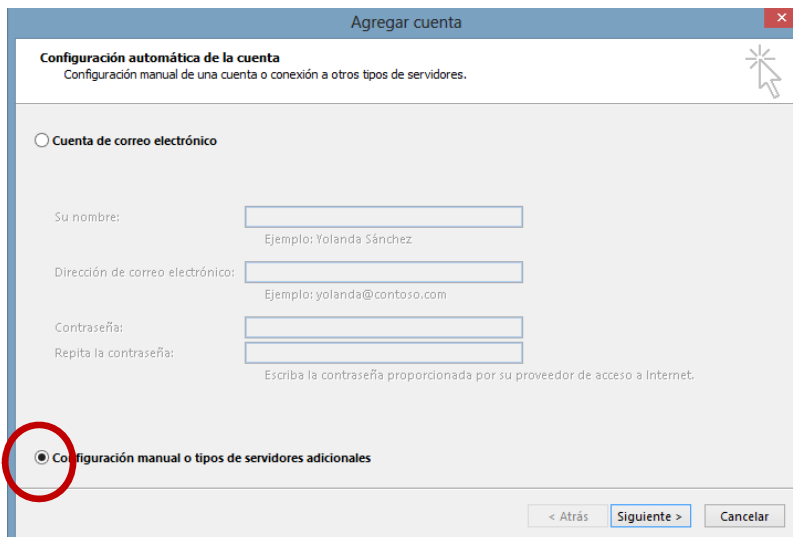 Agregar cuenta
Configuración automática de la cuenta
Configuración manual de una cuenta o conexión a otros tipos de servidores.
Cuenta de correo electrónico
Su nombre:
Ejemplo: Yolanda Sánchez
Dirección de correo electrónico:
Ejemplo: yolanda@contoso.com
Contraseña:
Repita la contraseña:
Escriba la contraseña proporcionada por su proveedor de acceso a Internet.
Configuración manual o tipos de servidores adicionales
< Atrás Siguiente > Cancelar